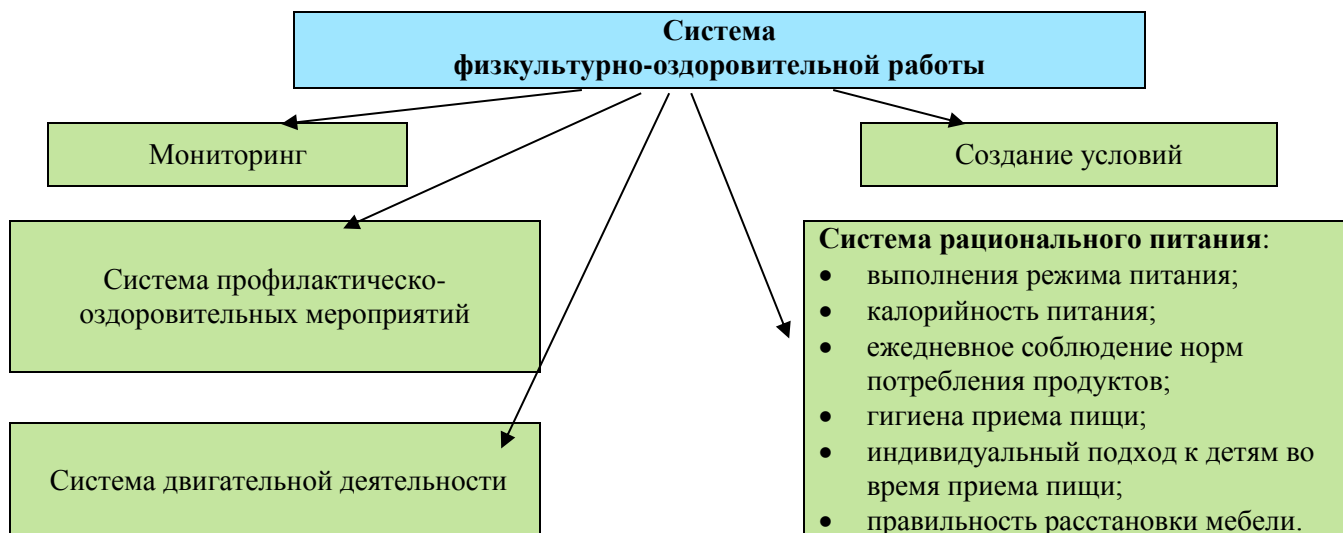 Система
физкультурно-оздоровительной работы
Мониторинг
Создание условий
Система профилактическо-
оздоровительных мероприятий
Система двигательной деятельности
Система рационального питания:
• выполнения режима питания;
• калорийность питания;
• ежедневное соблюдение норм
потребления продуктов;
• гигиена приема пищи;
• индивидуальный подход к детям во
время приема пищи;
• правильность расстановки мебели.